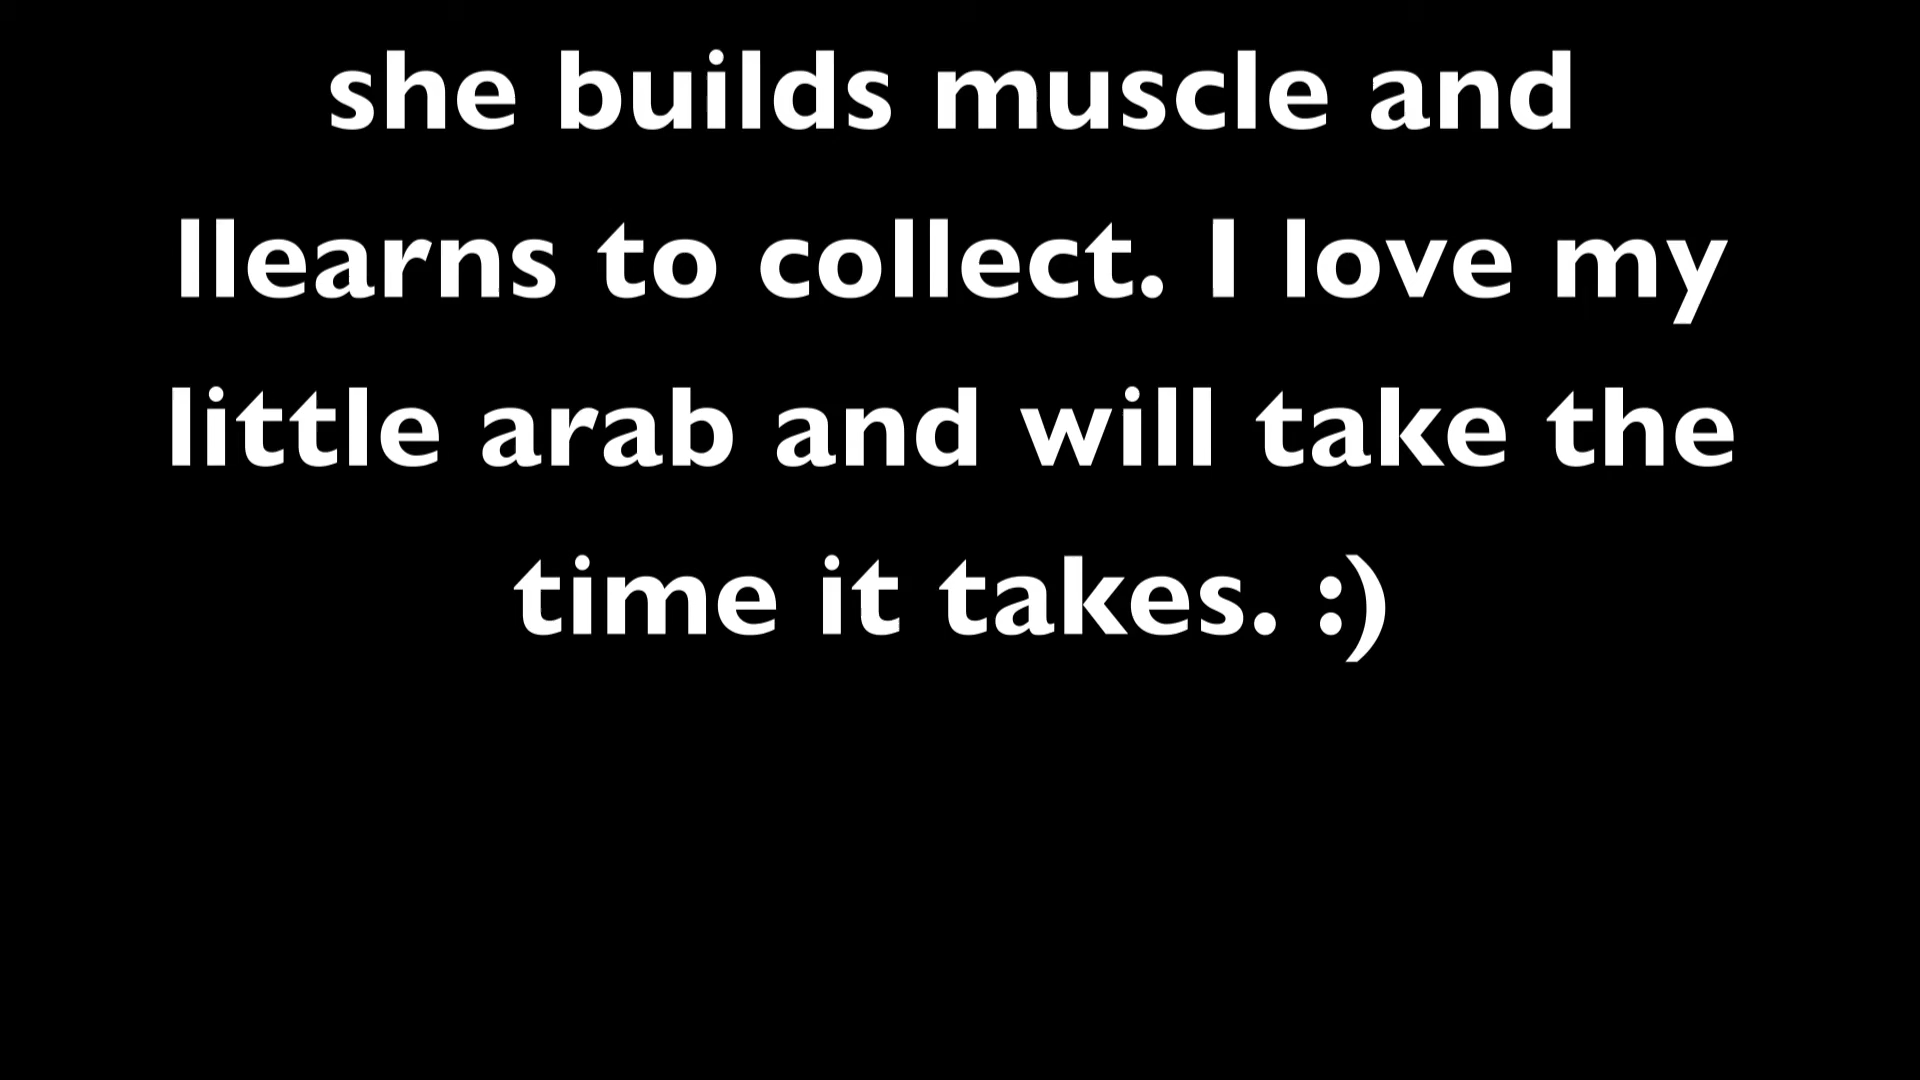 she builds muscle and
llearns to collect. I love my
little arab and will take the
time it takes. :)